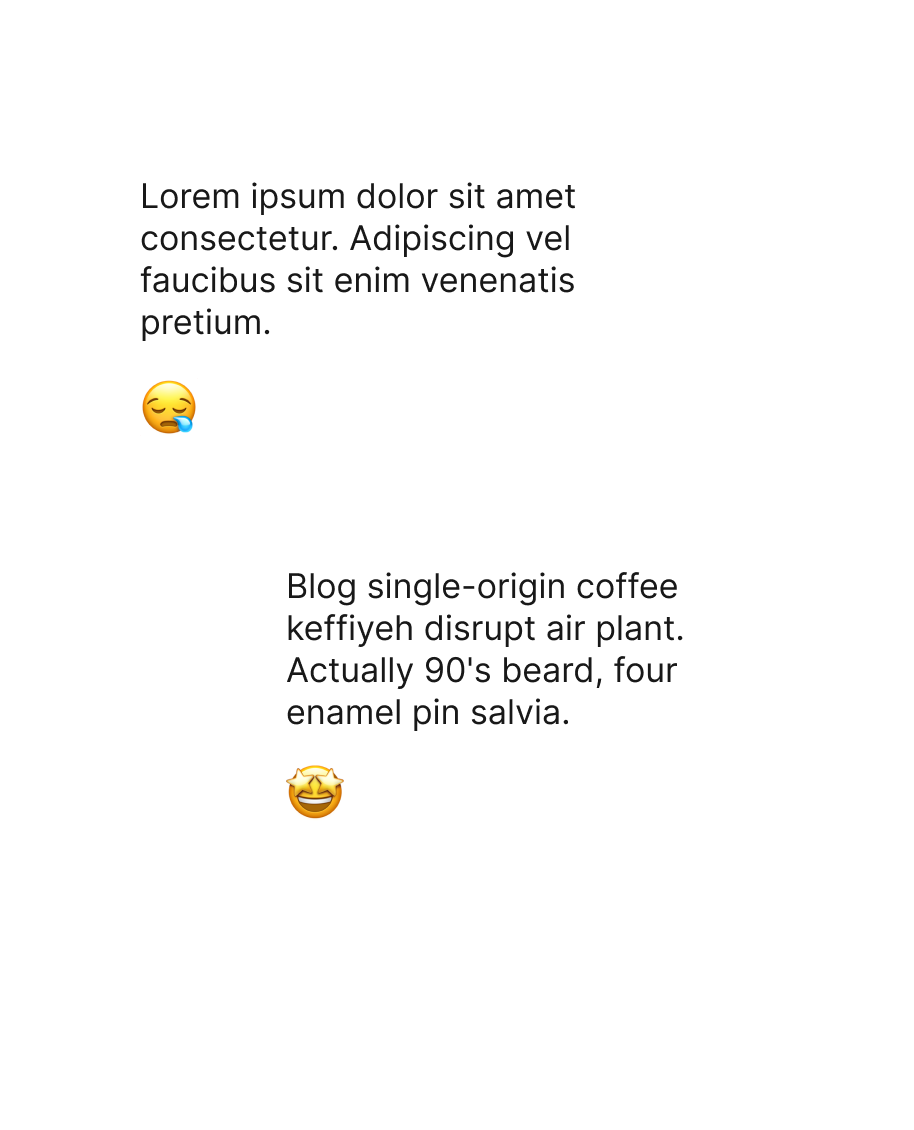 Lorem ipsum dolor sit amet
consectetur. Adipiscing vel
faucibus sit enim venenatis
pretium.
😪
Blog single-origin coffee
keffiyeh disrupt air plant.
Actually 90's beard, four
enamel pin salvia.
🤩